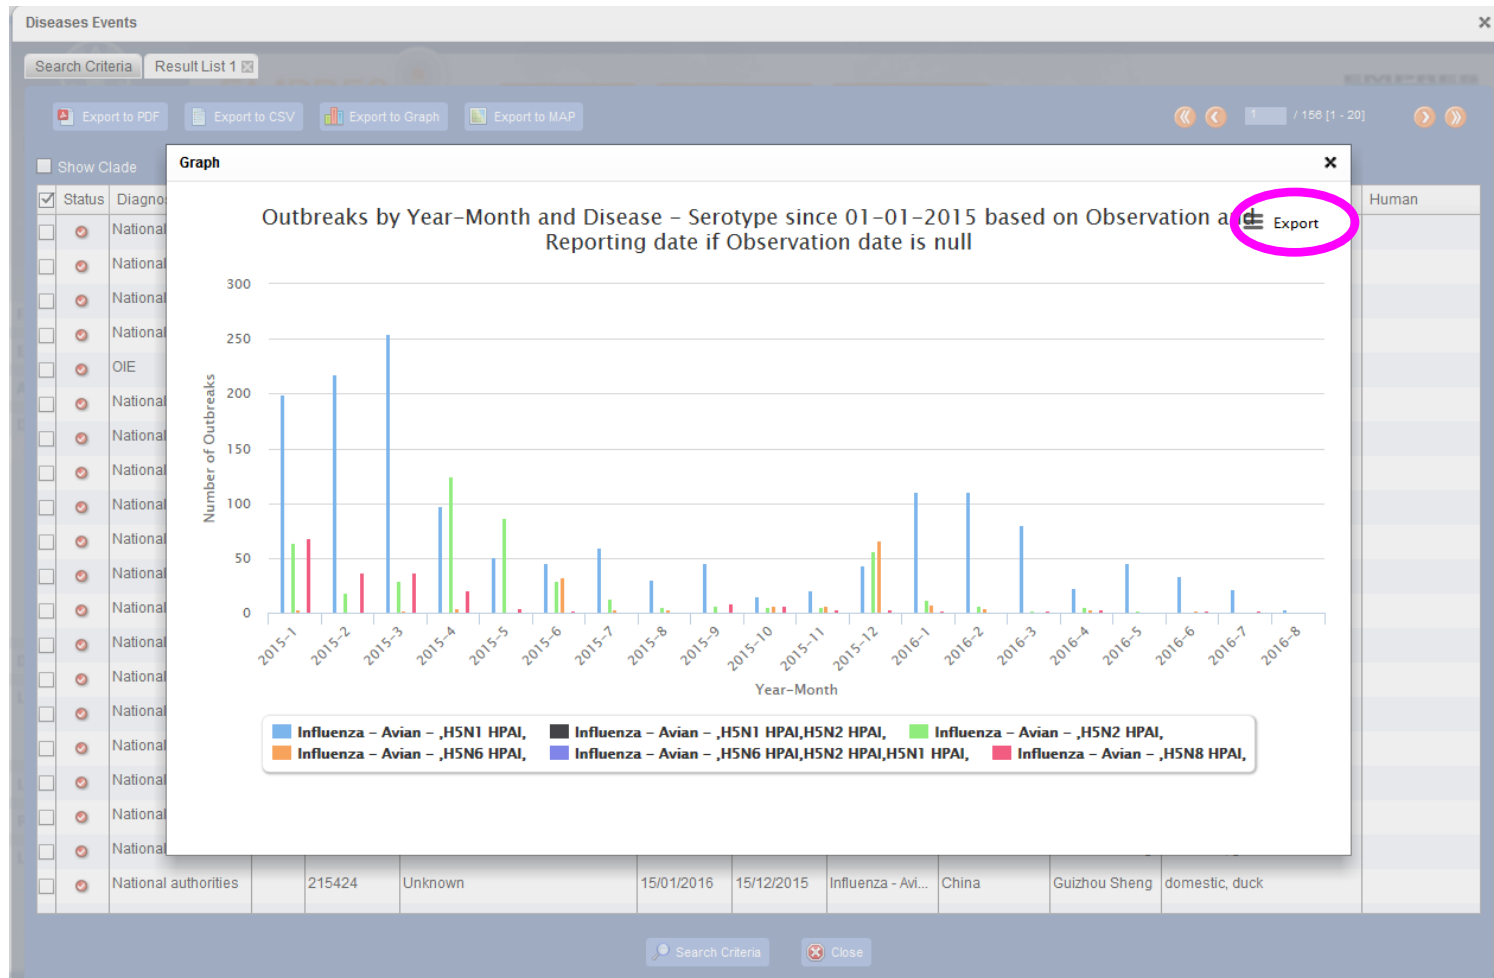 Diseases Events
Search Criteria Result List 1
Export to PDF Export to CSV Export to Graph Export to MAP 1 / 156 [1 - 20]
Show Clade
Graph
Status Diagno Human
Outbreaks by Year-Month and Disease - Serotype since 01-01-2015 based on Observation and
Reporting date if Observation date is null
Export
National
National
National
National
OIE
National
National
National
National
National
National
National
National
National
National
National
National
National
National
300
250
200
150
100
50
0
Number of Outbreaks
2015-1 2015-2 2015-3 2015-4 2015-5 2015-6 2015-7 2015-8 2015-9 2015-10 2015-11 2015-12 2016-1 2016-2 2016-3 2016-4 2016-5 2016-6 2016-7 2016-8
Year-Month
Influenza - Avian - ,H5N1 HPAI, Influenza - Avian - ,H5N1 HPAI,H5N2 HPAI, Influenza - Avian - ,H5N2 HPAI,
Influenza - Avian - ,H5N6 HPAI, Influenza - Avian - ,H5N6 HPAI,H5N2 HPAI,H5N1 HPAI, Influenza - Avian - ,H5N8 HPAI,
National authorities 215424 Unknown 15/01/2016 15/12/2015 Influenza - Avi... China Guizhou Sheng domestic, duck
Search Criteria Close